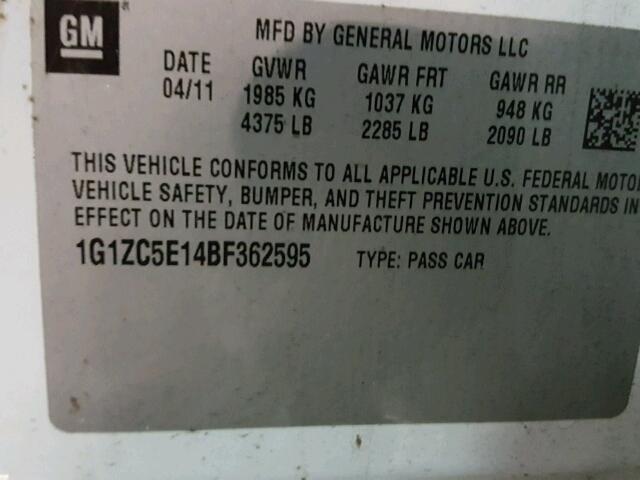 GM
MFD BY GENERAL MOTORS LLC
DATE GVWR GAWR FRT GAWR RR
04/11 1985 KG 1037 KG 948 KG
4375 LB 2285 LB 2090 LB
THIS VEHICLE CONFORMS TO ALL APPLICABLE U.S. FEDERAL MOTO
VEHICLE SAFETY, BUMPER, AND THEFT PREVENTION STANDARDS IN
EFFECT ON THE DATE OF MANUFACTURE SHOWN ABOVE.
1G1ZC5E14BF362595 TYPE: PASS CAR